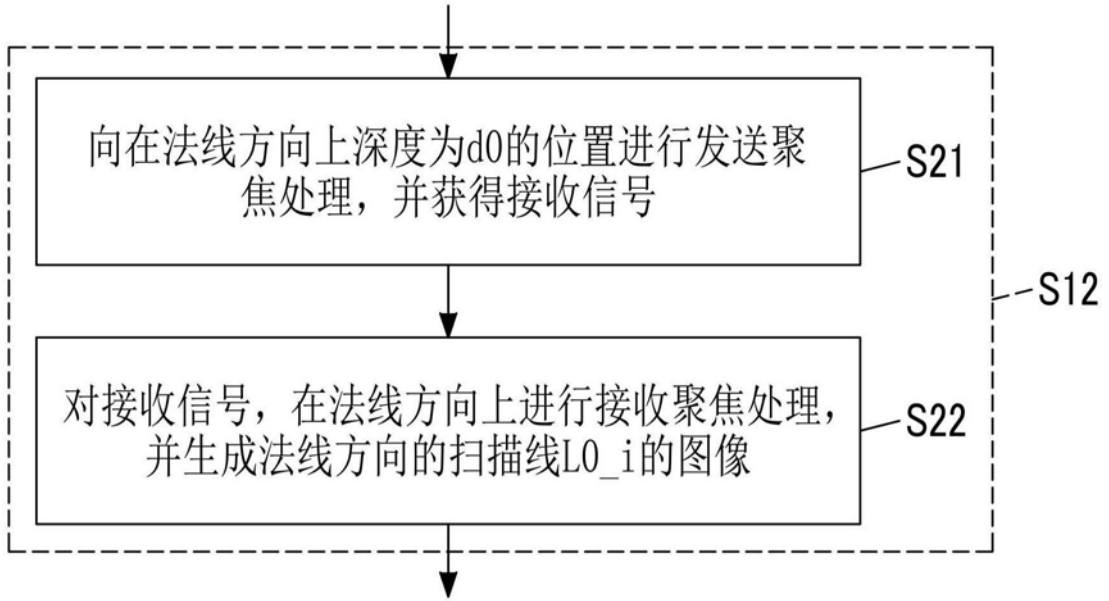 向在法线方向上深度为d0的位置进行发送聚
焦处理，并获得接收信号
S21
S12
对接收信号，在法线方向上进行接收聚焦处理，
并生成法线方向的扫描线L0_i的图像
S22